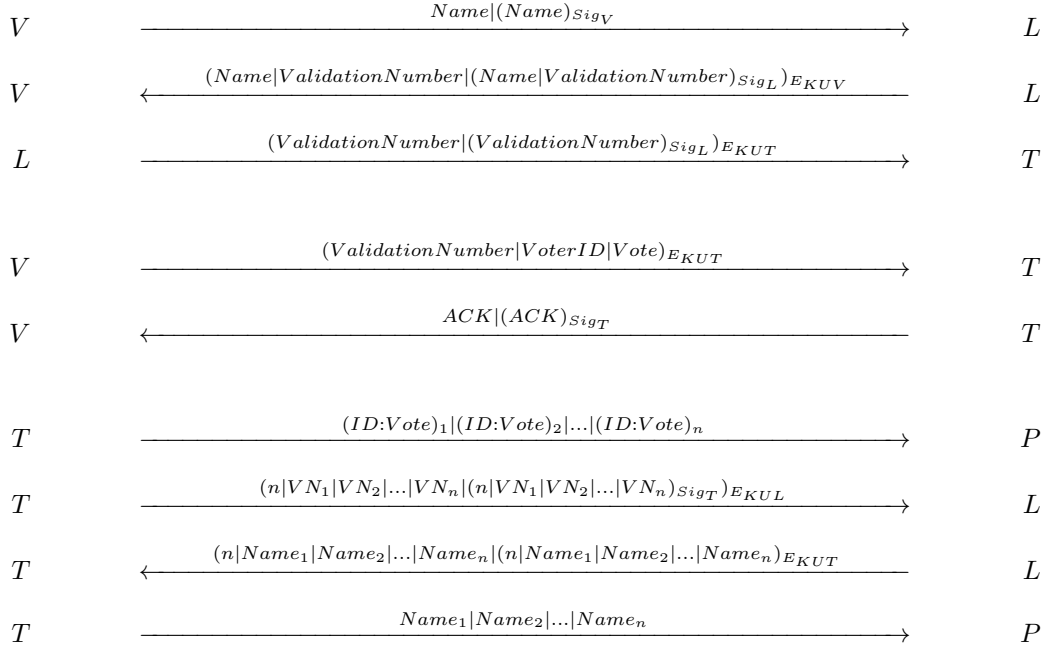 V Name|(Name)_{Sig_V} L
V (Name|ValidationNumber|(Name|ValidationNumber)_{Sig_L})_{E_{KUV}} L
L (ValidationNumber|(ValidationNumber)_{Sig_L})_{E_{KUT}} T
V (ValidationNumber|VoterID|Vote)_{E_{KUT}} T
V ACK|(ACK)_{Sig_T} T
T (ID:Vote)_1|(ID:Vote)_2|...|(ID:Vote)_n P
T (n|VN_1|VN_2|...|VN_n|(n|VN_1|VN_2|...|VN_n)_{Sig_T})_{E_{KUL}} L
T (n|Name_1|Name_2|...|Name_n|(n|Name_1|Name_2|...|Name_n)_{E_{KUT}} L
T Name_1|Name_2|...|Name_n P